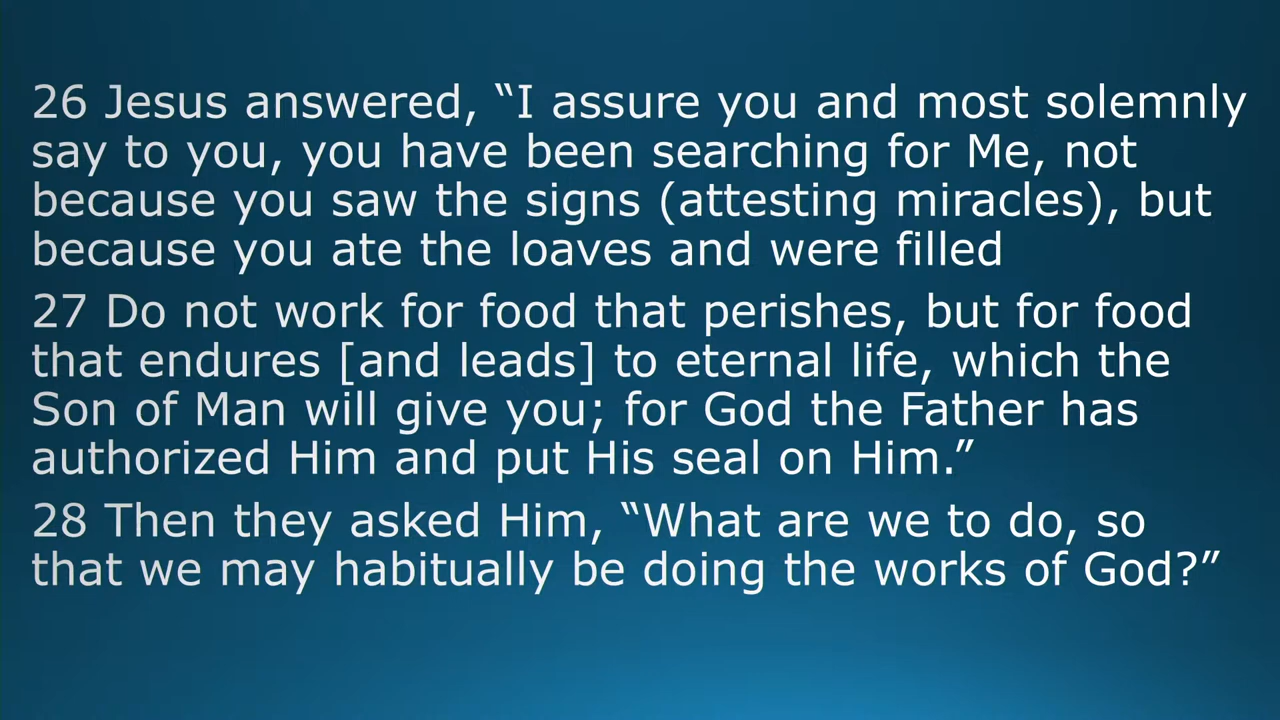 26 Jesus answered, “I assure you and most solemnly
say to you, you have been searching for Me, not
because you saw the signs (attesting miracles), but
because you ate the loaves and were filled
27 Do not work for food that perishes, but for food
that endures [and leads] to eternal life, which the
Son of Man will give you; for God the Father has
authorized Him and put His seal on Him.”
28 Then they asked Him, “What are we to do, so
that we may habitually be doing the works of God?”